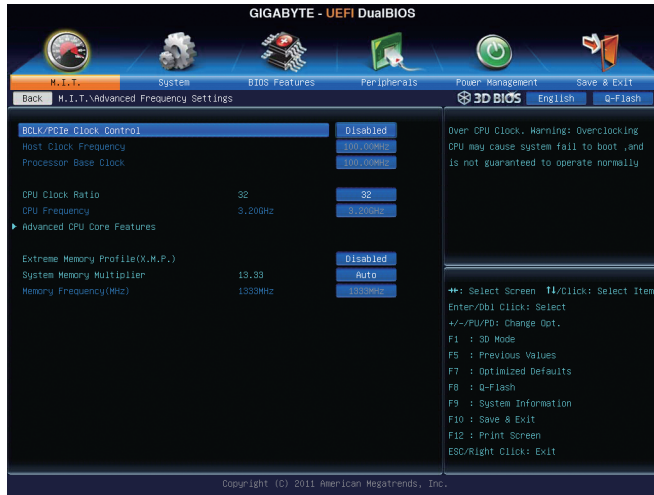 GIGABYTE - UEFI DualBIOS
M.I.T. System BIOS Features Peripherals Power Management Save & Exit
Back M.I.T.\Advanced Frequency Settings 3D BIOS English Q-Flash
BCLK/PCIe Clock Control Disabled
Host Clock Frequency 100.00MHz
Processor Base Clock 100.00MHz
CPU Clock Ratio 32 32
CPU Frequency 3.20GHz 3.20GHz
Advanced CPU Core Features
Extreme Memory Profile(X.M.P.) Disabled
System Memory Multiplier 13.33 Auto
Memory Frequency(MHz) 1333MHz 1333MHz
Over CPU Clock. Warning: Overclocking
CPU may cause system fail to boot ,and
is not guaranteed to operate normally
→←: Select Screen ↑↓/Click: Select Item
Enter/Dbl Click: Select
+/-/PU/PD: Change Opt.
F1 : 3D Mode
F5 : Previous Values
F7 : Optimized Defaults
F8 : Q-Flash
F9 : System Information
F10 : Save & Exit
F12 : Print Screen
ESC/Right Click: Exit
Copyright (C) 2011 American Megatrends, Inc.